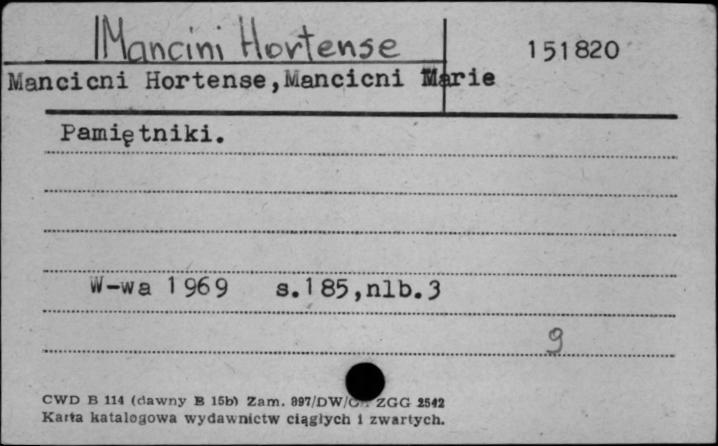 Mancini Hortense
151820
Mancicni Hortense,Mancicni Marie
Pamiętniki.
W-wa 1969 s.185,nlb.3
9
CWD B 114 (dawny B 15b) Zam. 897/DW/ ZGG 2542
Karta katalogowa wydawnictw ciągłych i zwartych.